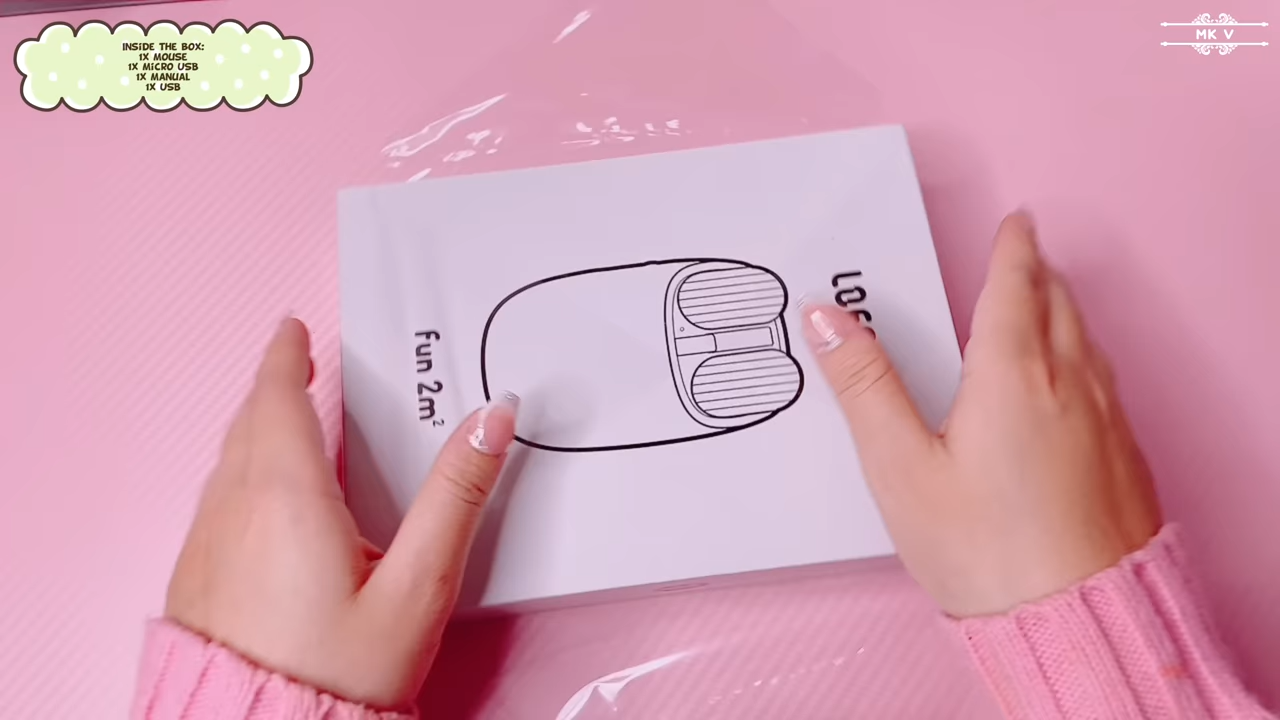 INSIDE THE BOX:
1X MOUSE
1X MICRO USB
1X MANUAL
1X USB
MK V
Fun 2m²